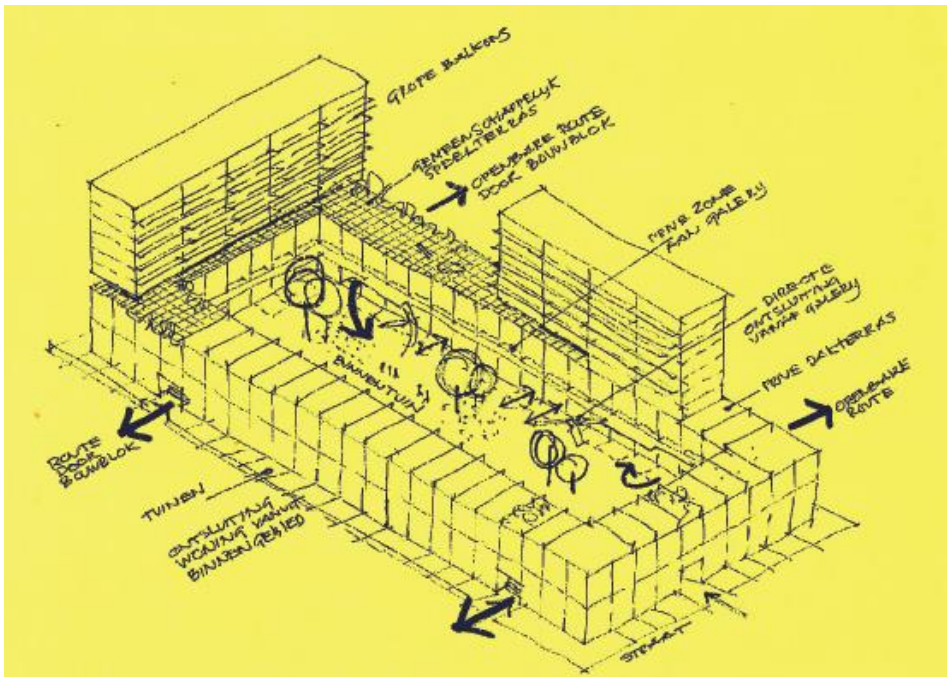 GROTE BALKONS
GEMEENSCHAPPELIJK
SPEELTERRAS
OPENBARE ROUTE
DOOR BOUWBLOK
PRIVE ZONE
AAN GALERY
DIRECTE
ONTSLUITING
VANAF GALERY
PRIVE DAKTERRAS
OPENBARE
ROUTE
BINNENTUIN
ROUTE
DOOR
BOUWBLOK
TUINEN
ONTSLUITING
WONING VANUIT
BINNENGEBIED
STRAAT